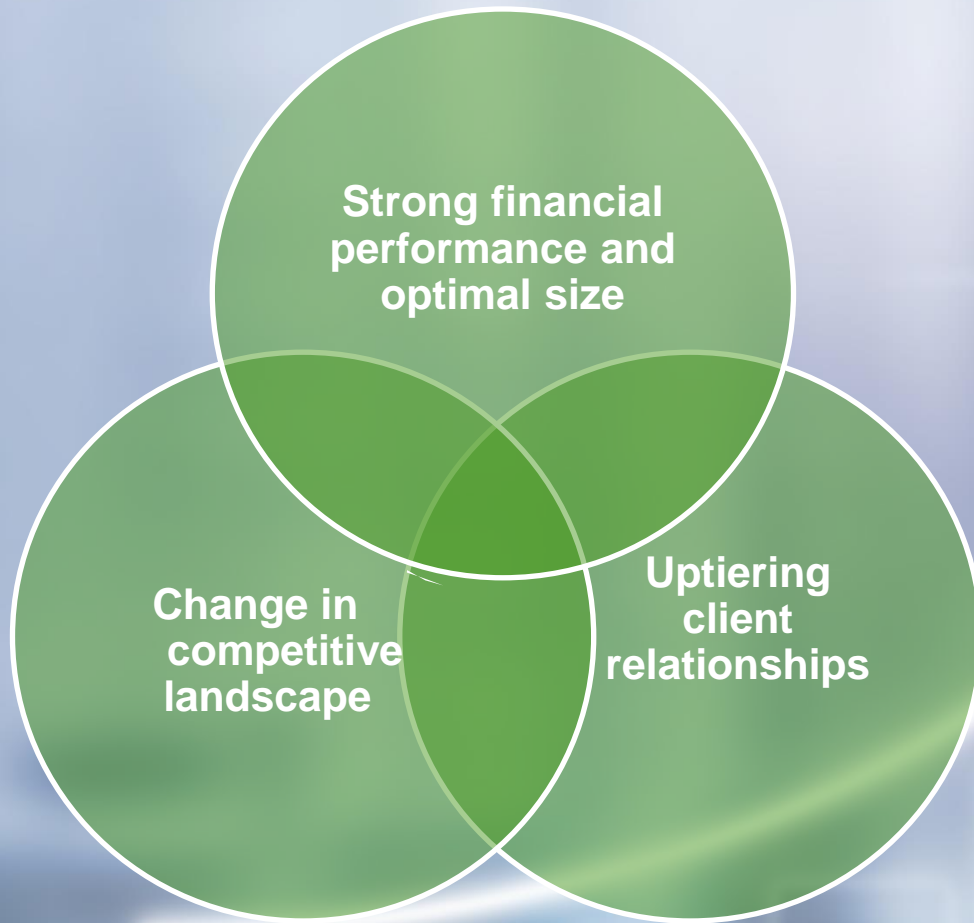 Strong financial
performance and
optimal size
Change in
competitive
landscape
Uptiering
client
relationships